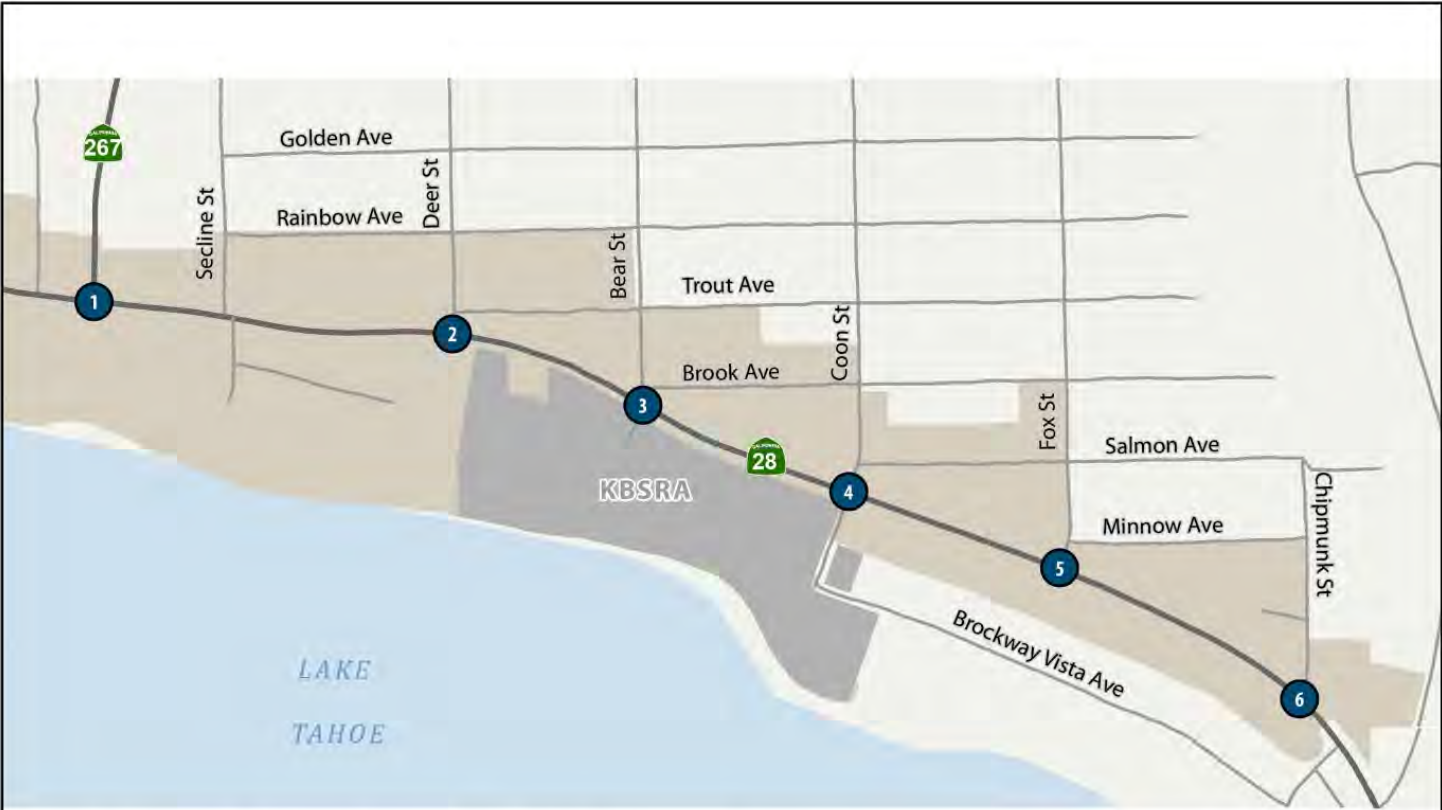 CALIFORNIA
267
Golden Ave
Deer St
Secline St
Rainbow Ave
Bear St
Trout Ave
1
Coon St
2
Brook Ave
3
Fox St
CALIFORNIA
28
Salmon Ave
KBSRA
4
Chipmunk St
Minnow Ave
5
Brockway Vista Ave
LAKE
TAHOE
6